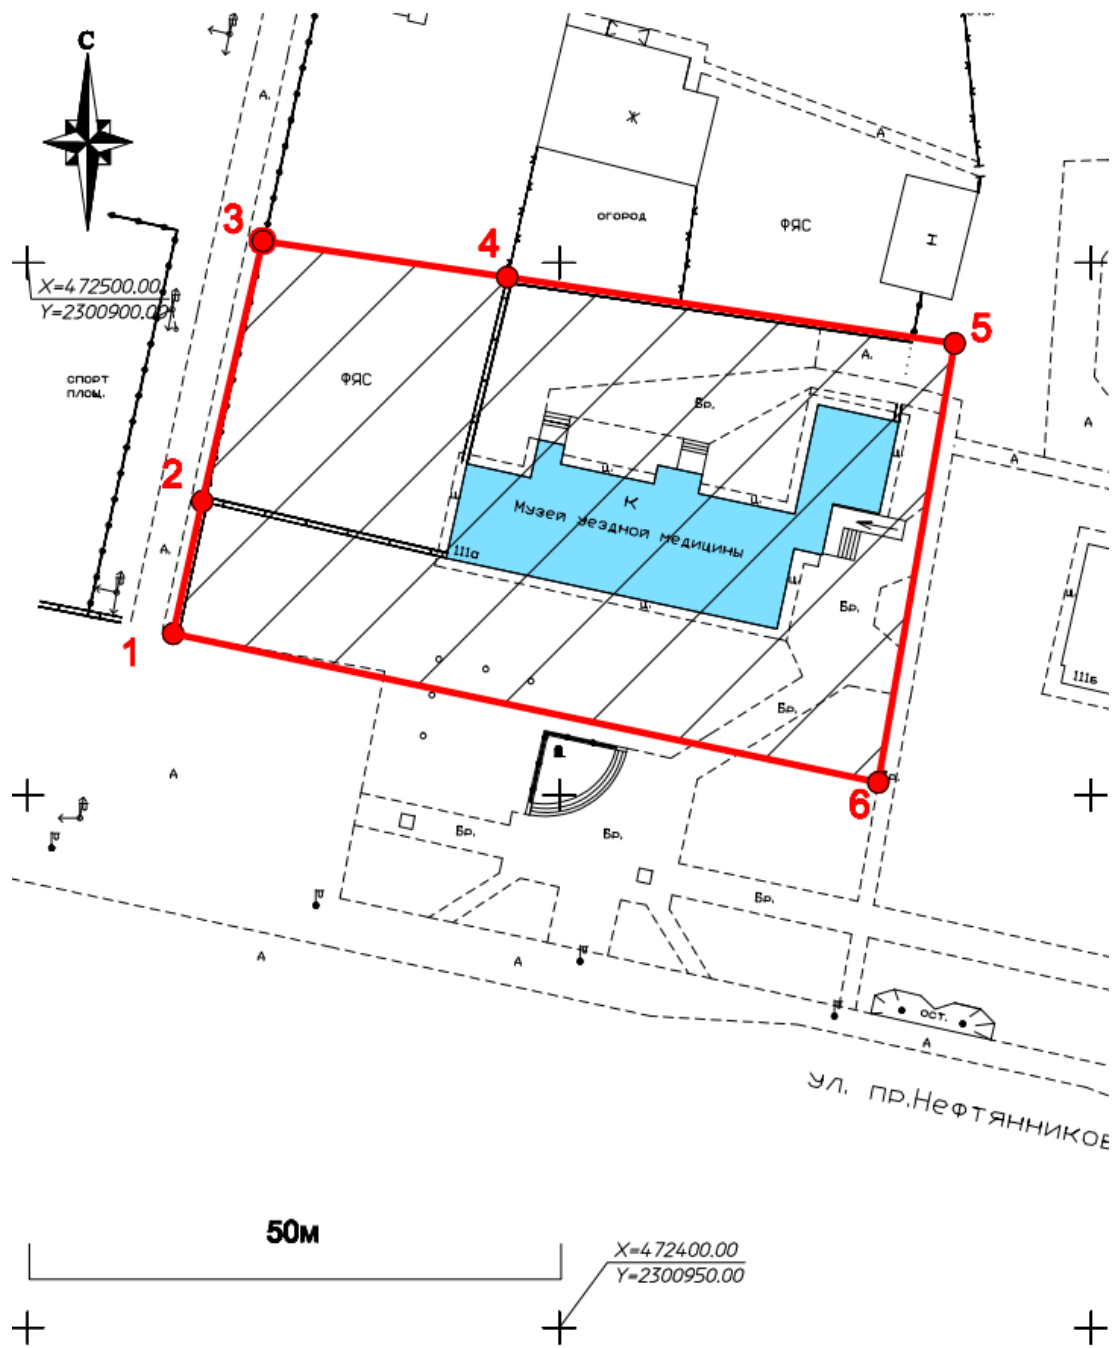 С
А.
Ж
А
3
ОГОРОД
ФЯС
Н
4
X=472500.00
Y=2300900.00
5
СПОРТ
ПЛОЩ.
ФЯС
А.
Бр.
А
А
2
ц.
ц.
ц.
ц.
К
Музей уездной медицины
А.
111а
ц.
ц.
ц.
Бр.
1
111б
Бр.
А
6
Бр.
Бр.
Бр.
А
А
ост.
А
ул. пр.Нефтянников
50м
X=472400.00
Y=2300950.00